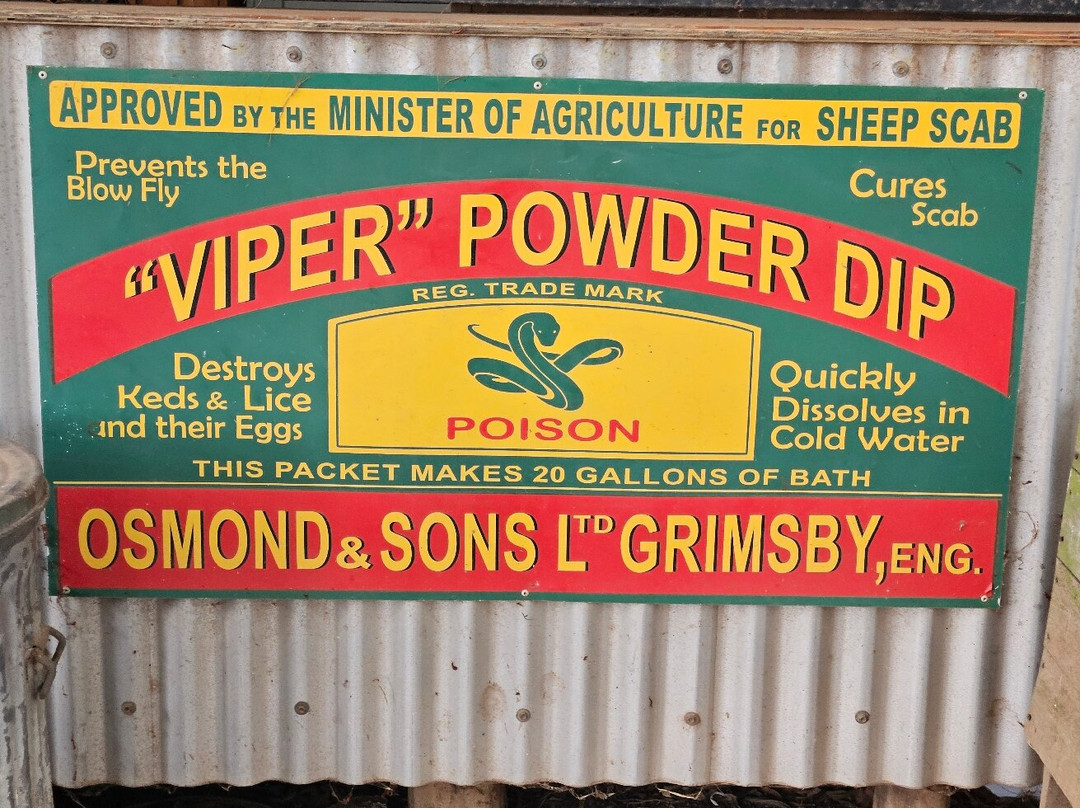 APPROVED BY THE MINISTER OF AGRICULTURE FOR SHEEP SCAB
Prevents the
Blow Fly
Cures
Scab
"VIPER" POWDER DIP
REG. TRADE MARK
Destroys
Keds & Lice
and their Eggs
POISON
Quickly
Dissolves in
Cold Water
THIS PACKET MAKES 20 GALLONS OF BATH
OSMOND & SONS LTD GRIMSBY, ENG.